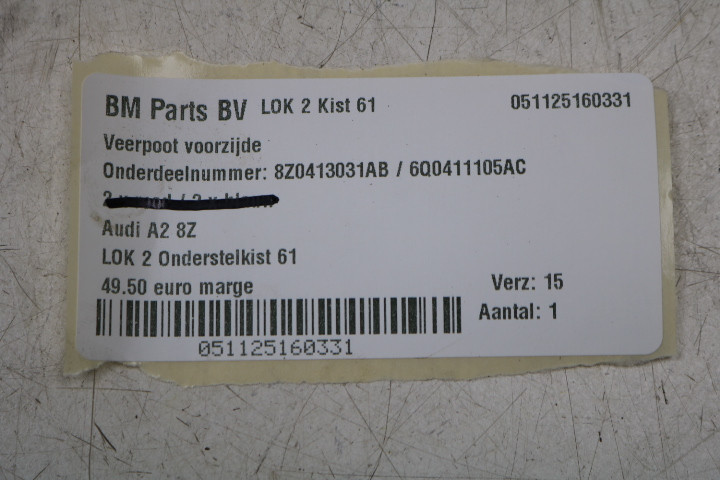 BM Parts BV LOK 2 Kist 61 051125160331
Veerpoot voorzijde
Onderdeelnummer: 8Z0413031AB / 6Q0411105AC
Audi A2 8Z
LOK 2 Onderstelkist 61
49.50 euro marge Verz: 15
Aantal: 1
051125160331